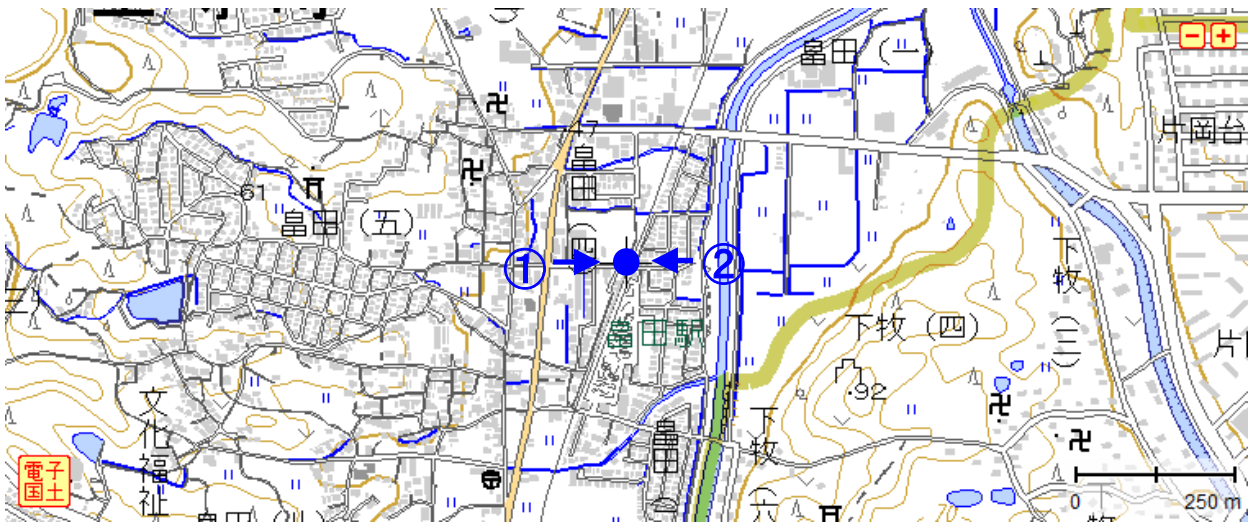 畠田（一）
片岡台
47
畠田（四）
61
畠田（五）
①
②
畠田駅
下牧（三）
下牧（四）
.92
文化福祉
畠田
下牧（六）
電子
国土
0
250 m